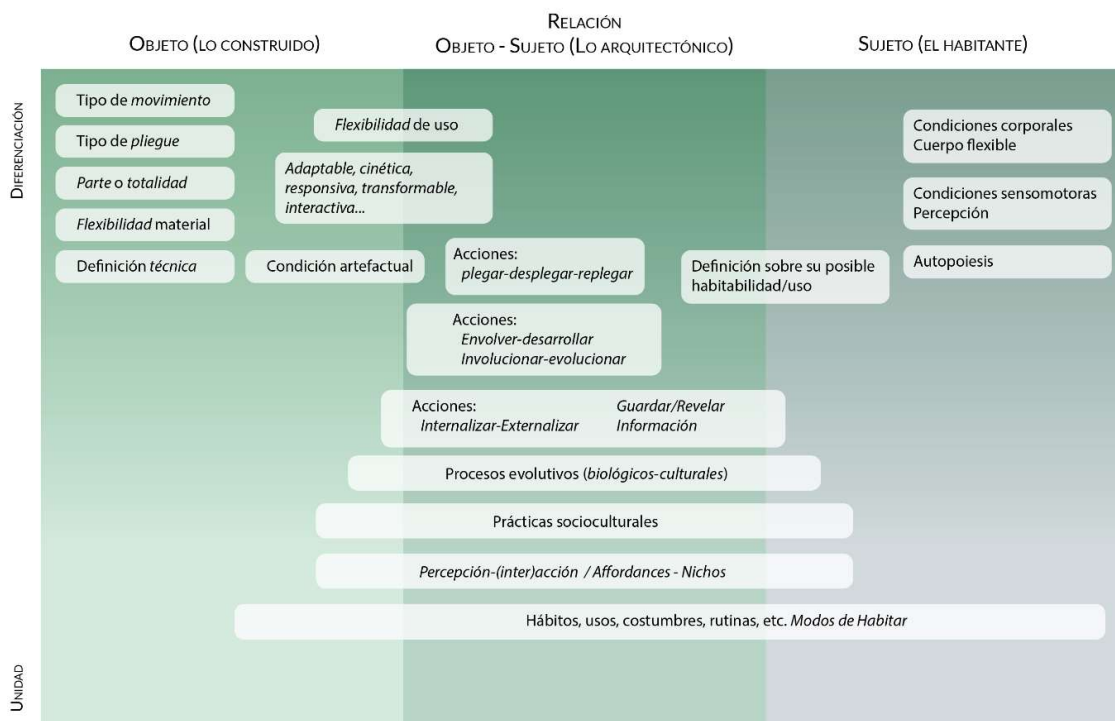 OBJETO (LO CONSTRUIDO)
RELACIÓN
OBJETO - SUJETO (LO ARQUITECTÓNICO)
SUJETO (EL HABITANTE)
DIFERENCIACIÓN
Tipo de movimiento
Tipo de pliegue
Parte o totalidad
Flexibilidad material
Definición técnica
Flexibilidad de uso
Adaptable, cinética,
responsiva, transformable,
interactiva...
Condición artefactual
Acciones:
plegar-desplegar-replegar
Definición sobre su posible
habitabilidad/uso
Condiciones corporales
Cuerpo flexible
Condiciones sensomotoras
Percepción
Autopoiesis
Acciones:
Envolver-desarrollar
Involucionar-evolucionar
Acciones:
Internalizar-Externalizar
Guardar/Revelar
Información
Procesos evolutivos (biológicos-culturales)
Prácticas socioculturales
Percepción-(inter)acción / Affordances - Nichos
Hábitos, usos, costumbres, rutinas, etc. Modos de Habitar
UNIDAD